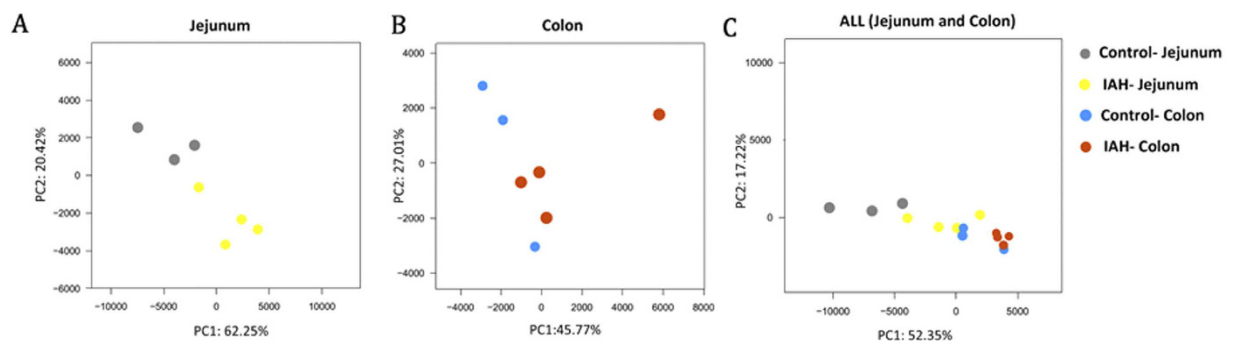 A
Jejunum
6000
4000
2000
0
−2000
−4000
−6000
PC2: 20.42%
−10000 −5000 0 5000 10000
PC1: 62.25%
B
Colon
4000
2000
0
−2000
−4000
PC2: 27.01%
−4000 −2000 0 2000 4000 6000 8000
PC1:45.77%
C
ALL (Jejunum and Colon)
10000
5000
0
PC2: 17.22%
−10000 −5000 0 5000
PC1: 52.35%
Control- Jejunum
IAH- Jejunum
Control- Colon
IAH- Colon